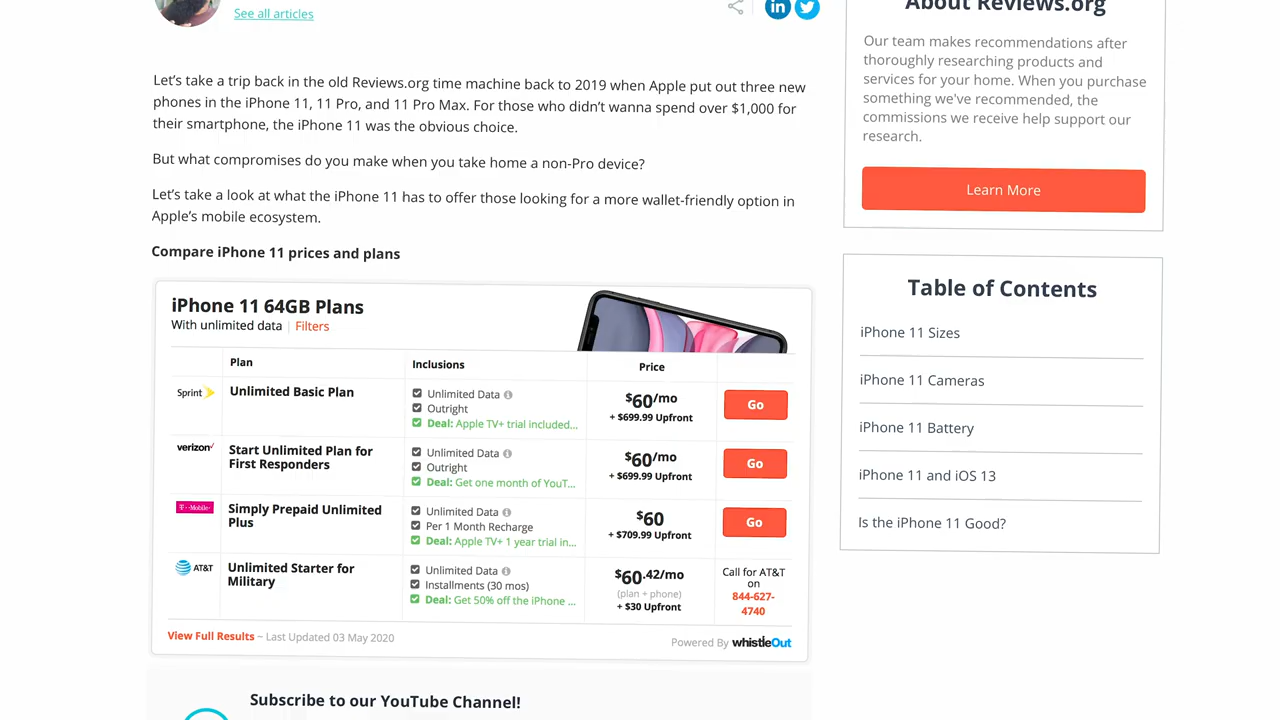 See all articles
in
Let's take a trip back in the old Reviews.org time machine back to 2019 when Apple put out three new
phones in the iPhone 11, 11 Pro, and 11 Pro Max. For those who didn't wanna spend over $1,000 for
their smartphone, the iPhone 11 was the obvious choice.
But what compromises do you make when you take home a non-Pro device?
Let's take a look at what the iPhone 11 has to offer those looking for a more wallet-friendly option in
Apple's mobile ecosystem.
Compare iPhone 11 prices and plans
iPhone 11 64GB Plans
With unlimited data | Filters
Plan Inclusions Price
Sprint Unlimited Basic Plan
Unlimited Data
Outright
Deal: Apple TV+ trial included...
$60/mo
+ $699.99 Upfront
Go
verizon Start Unlimited Plan for
First Responders
Unlimited Data
Outright
Deal: Get one month of YouT...
$60/mo
+ $699.99 Upfront
Go
T-Mobile Simply Prepaid Unlimited
Plus
Unlimited Data
Per 1 Month Recharge
Deal: Apple TV+ 1 year trial in...
$60
+ $709.99 Upfront
Go
AT&T Unlimited Starter for
Military
Unlimited Data
Installments (30 mos)
Deal: Get 50% off the iPhone ...
$60.42/mo
(plan + phone)
+ $30 Upfront
Call for AT&T
on
844-627-
4740
View Full Results ~ Last Updated 03 May 2020
Powered By whistleOut
Subscribe to our YouTube Channel!
About Reviews.org
Our team makes recommendations after
thoroughly researching products and
services for your home. When you purchase
something we've recommended, the
commissions we receive help support our
research.
Learn More
Table of Contents
iPhone 11 Sizes
iPhone 11 Cameras
iPhone 11 Battery
iPhone 11 and iOS 13
Is the iPhone 11 Good?